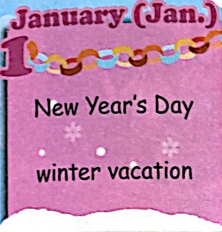 January (Jan.)
1
New Year's Day
winter vacation